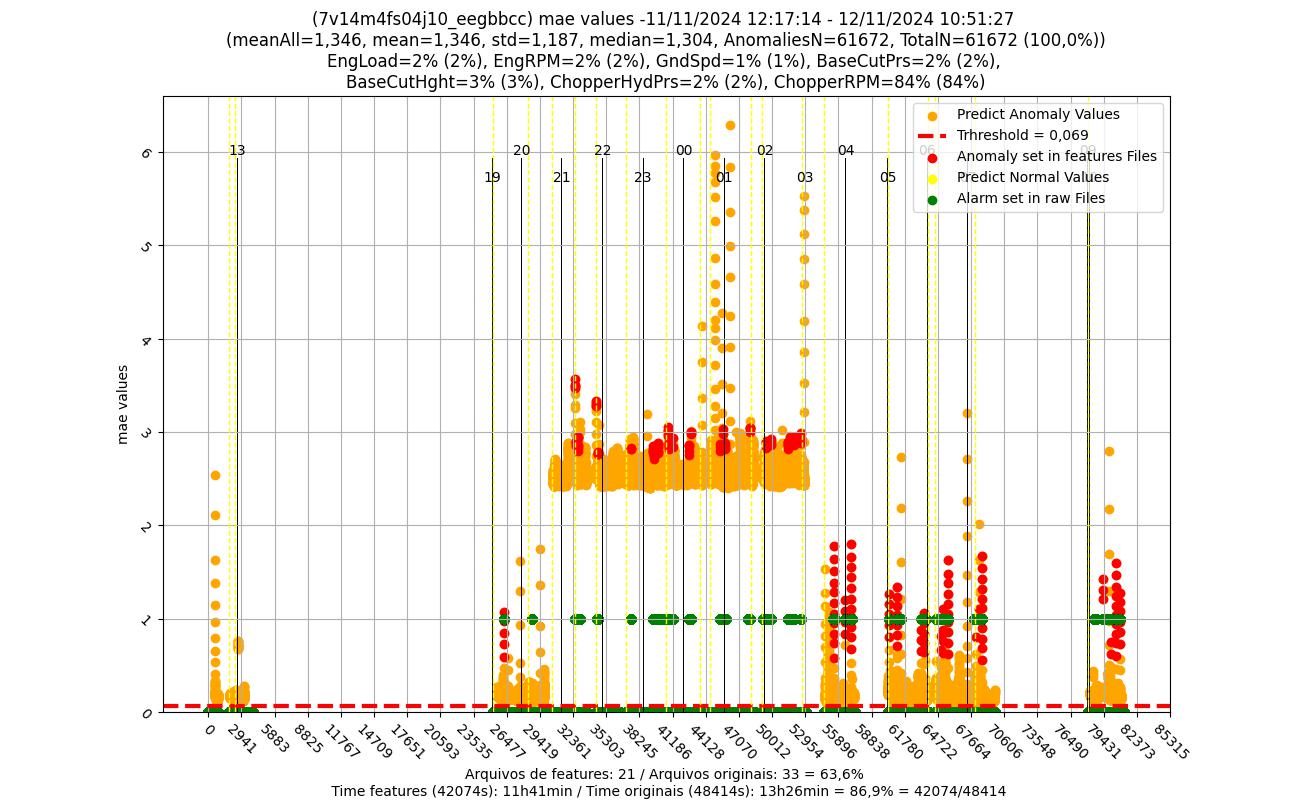 (7v14m4fs04j10_eegbbcc) mae values -11/11/2024 12:17:14 - 12/11/2024 10:51:27
(meanAll=1,346, mean=1,346, std=1,187, median=1,304, AnomaliesN=61672, TotalN=61672 (100,0%))
EngLoad=2% (2%), EngRPM=2% (2%), GndSpd=1% (1%), BaseCutPrs=2% (2%),
BaseCutHght=3% (3%), ChopperHydPrs=2% (2%), ChopperRPM=84% (84%)
Predict Anomaly Values
Trhreshold = 0,069
Anomaly set in features Files
Predict Normal Values
Alarm set in raw Files
13 20 22 00 02 04 06 09
19 21 23 01 03 05
mae values
6
5
4
3
2
1
0
0 2941 5883 8825 11767 14709 17651 20593 23535 26477 29419 32361 35303 38245 41186 44128 47070 50012 52954 55896 58838 61780 64722 67664 70606 73548 76490 79431 82373 85315
Arquivos de features: 21 / Arquivos originais: 33 = 63,6%
Time features (42074s): 11h41min / Time originais (48414s): 13h26min = 86,9% = 42074/48414